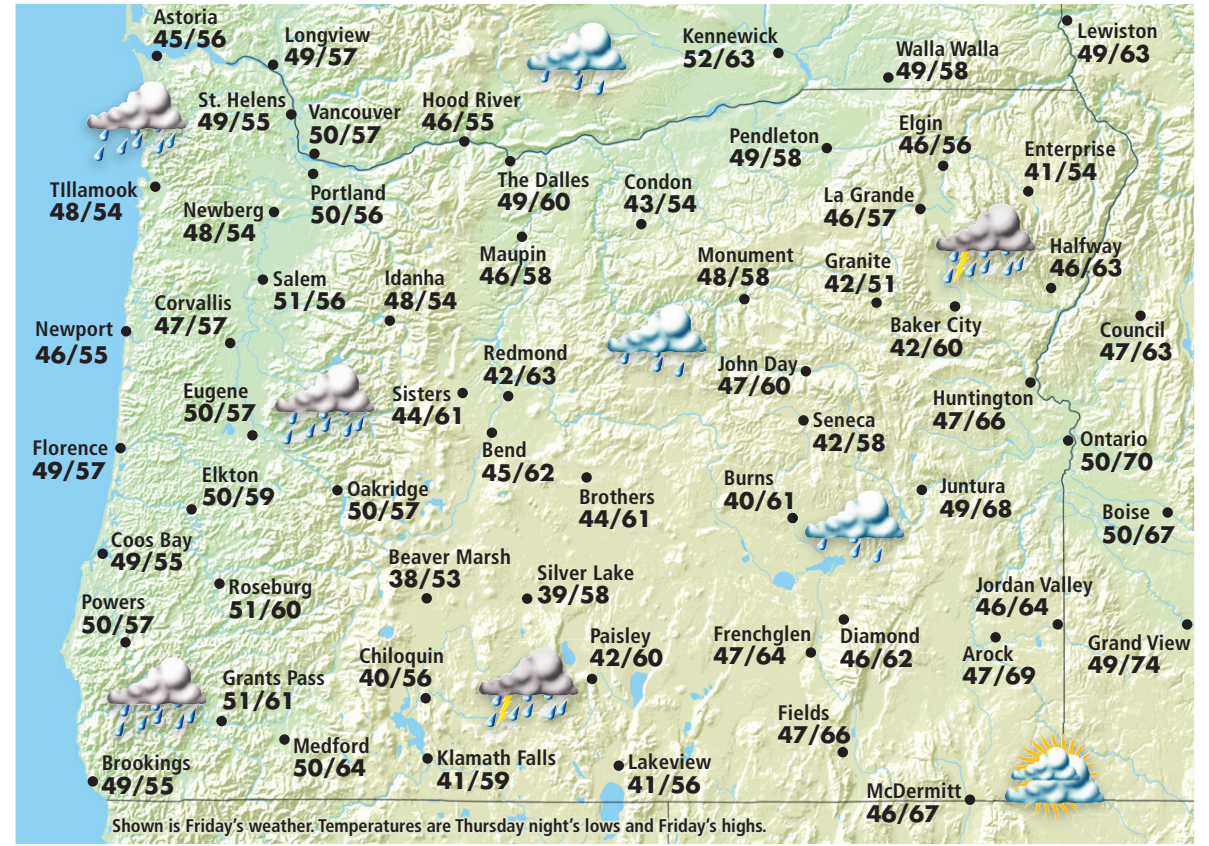 Astoria
45/56
Longview
49/57
Kennewick
52/63
Walla Walla
49/58
Lewiston
49/63
St. Helens
49/55
Vancouver
50/57
Hood River
46/55
Pendleton
49/58
Elgin
46/56
Enterprise
41/54
TIllamook
48/54
Newberg
48/54
Portland
50/56
The Dalles
49/60
Condon
43/54
La Grande
46/57
Salem
51/56
Idanha
48/54
Maupin
46/58
Monument
48/58
Granite
42/51
Halfway
46/63
Newport
46/55
Corvallis
47/57
Baker City
42/60
Council
47/63
Redmond
42/63
John Day
47/60
Eugene
50/57
Sisters
44/61
Huntington
47/66
Seneca
42/58
Florence
49/57
Bend
45/62
Ontario
50/70
Elkton
50/59
Oakridge
50/57
Brothers
44/61
Burns
40/61
Juntura
49/68
Boise
50/67
Coos Bay
49/55
Beaver Marsh
38/53
Silver Lake
39/58
Roseburg
51/60
Jordan Valley
46/64
Powers
50/57
Paisley
42/60
Frenchglen
47/64
Diamond
46/62
Arock
47/69
Grand View
49/74
Chiloquin
40/56
Grants Pass
51/61
Fields
47/66
Medford
50/64
Klamath Falls
41/59
Lakeview
41/56
Brookings
49/55
McDermitt
46/67
Shown is Friday's weather. Temperatures are Thursday night's lows and Friday's highs.